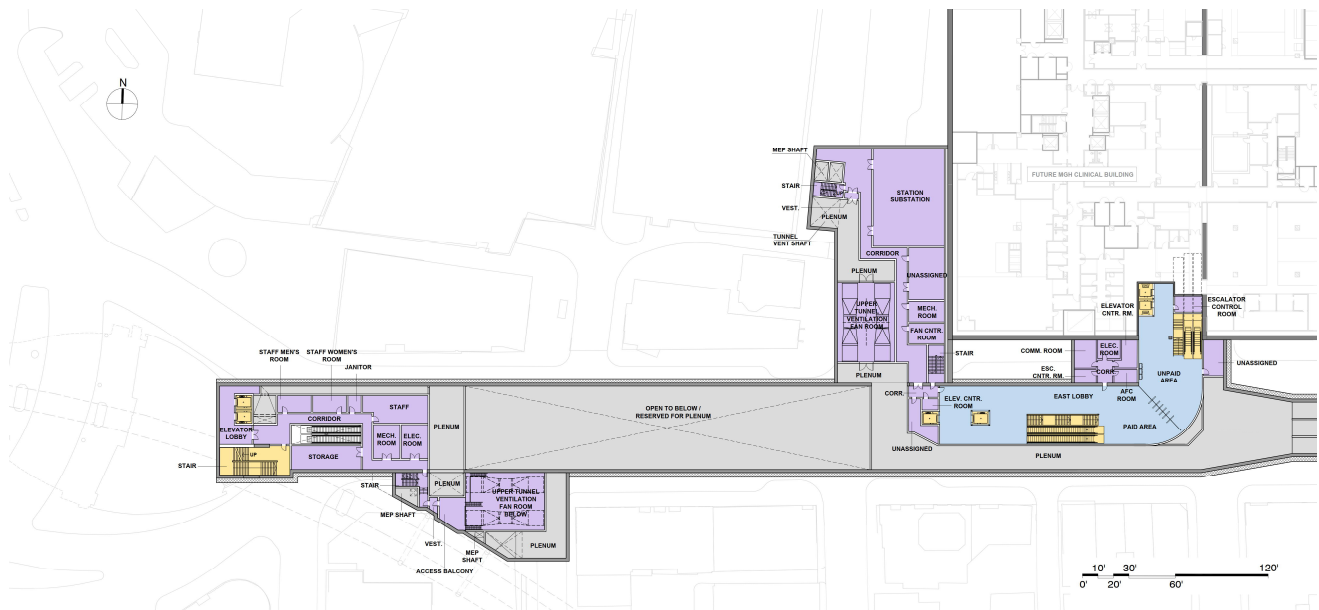 N
MEP SHAFT
STAIR
UP
STATION
SUBSTATION
VEST.
PLENUM
TUNNEL
VENT SHAFT
CORRIDOR
PLENUM
UNASSIGNED
UPPER
TUNNEL
VENTILATION
FAN ROOM
MECH.
ROOM
FAN CNTR.
ROOM
STAIR
PLENUM
FUTURE MGH CLINICAL BUILDING
ELEVATOR
CNTR. RM.
ESCALATOR
CONTROL
ROOM
COMM. ROOM
ELEC.
ROOM
ESC.
CNTR. RM.
CORR.
AFC
ROOM
UNPAID
AREA
UNASSIGNED
STAFF MEN'S
ROOM
STAFF WOMEN'S
ROOM
JANITOR
STAFF
CORRIDOR
ELEVATOR
LOBBY
MECH.
ROOM
ELEC.
ROOM
PLENUM
OPEN TO BELOW /
RESERVED FOR PLENUM
CORR.
ELEV. CNTR.
ROOM
EAST LOBBY
PAID AREA
UNASSIGNED
PLENUM
UP
STORAGE
STAIR
STAIR
PLENUM
UPPER TUNNEL
VENTILATION
FAN ROOM
BELOW
MEP SHAFT
VEST.
MEP
SHAFT
PLENUM
ACCESS BALCONY
10' 30' 120'
0' 20' 60'